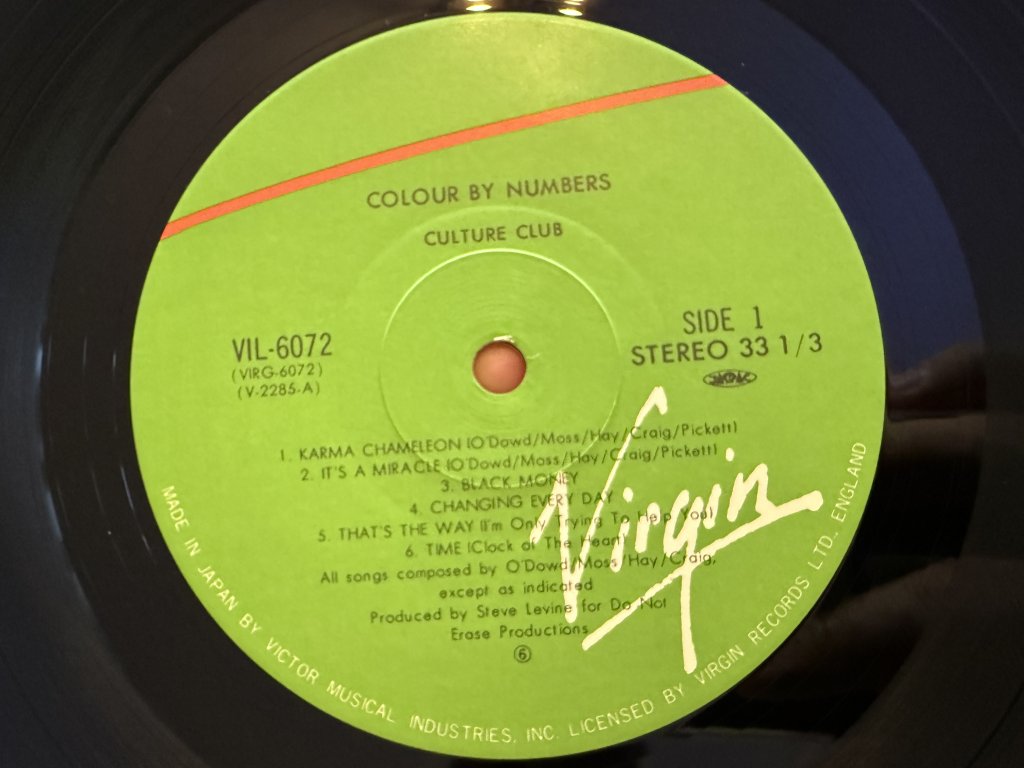 COLOUR BY NUMBERS
CULTURE CLUB
VIL-6072
(VIRG-6072)
(V-2285-A)
SIDE 1
STEREO 33 1/3
1. KARMA CHAMELEON (O'Dowd/Moss/Hay/Craig/Pickett)
2. IT'S A MIRACLE (O'Dowd/Moss/Hay/Craig/Pickett)
3. BLACK MONEY
4. CHANGING EVERY DAY
5. THAT'S THE WAY (I'm Only Trying To Help You)
6. TIME (Clock of The Heart)
All songs composed by O'Dowd/Moss/Hay/Craig,
except as indicated
Produced by Steve Levine for Do Not
Erase Productions
⑥
Virgin
MADE IN JAPAN BY VICTOR MUSICAL INDUSTRIES, INC. LICENSED BY VIRGIN RECORDS LTD., ENGLAND